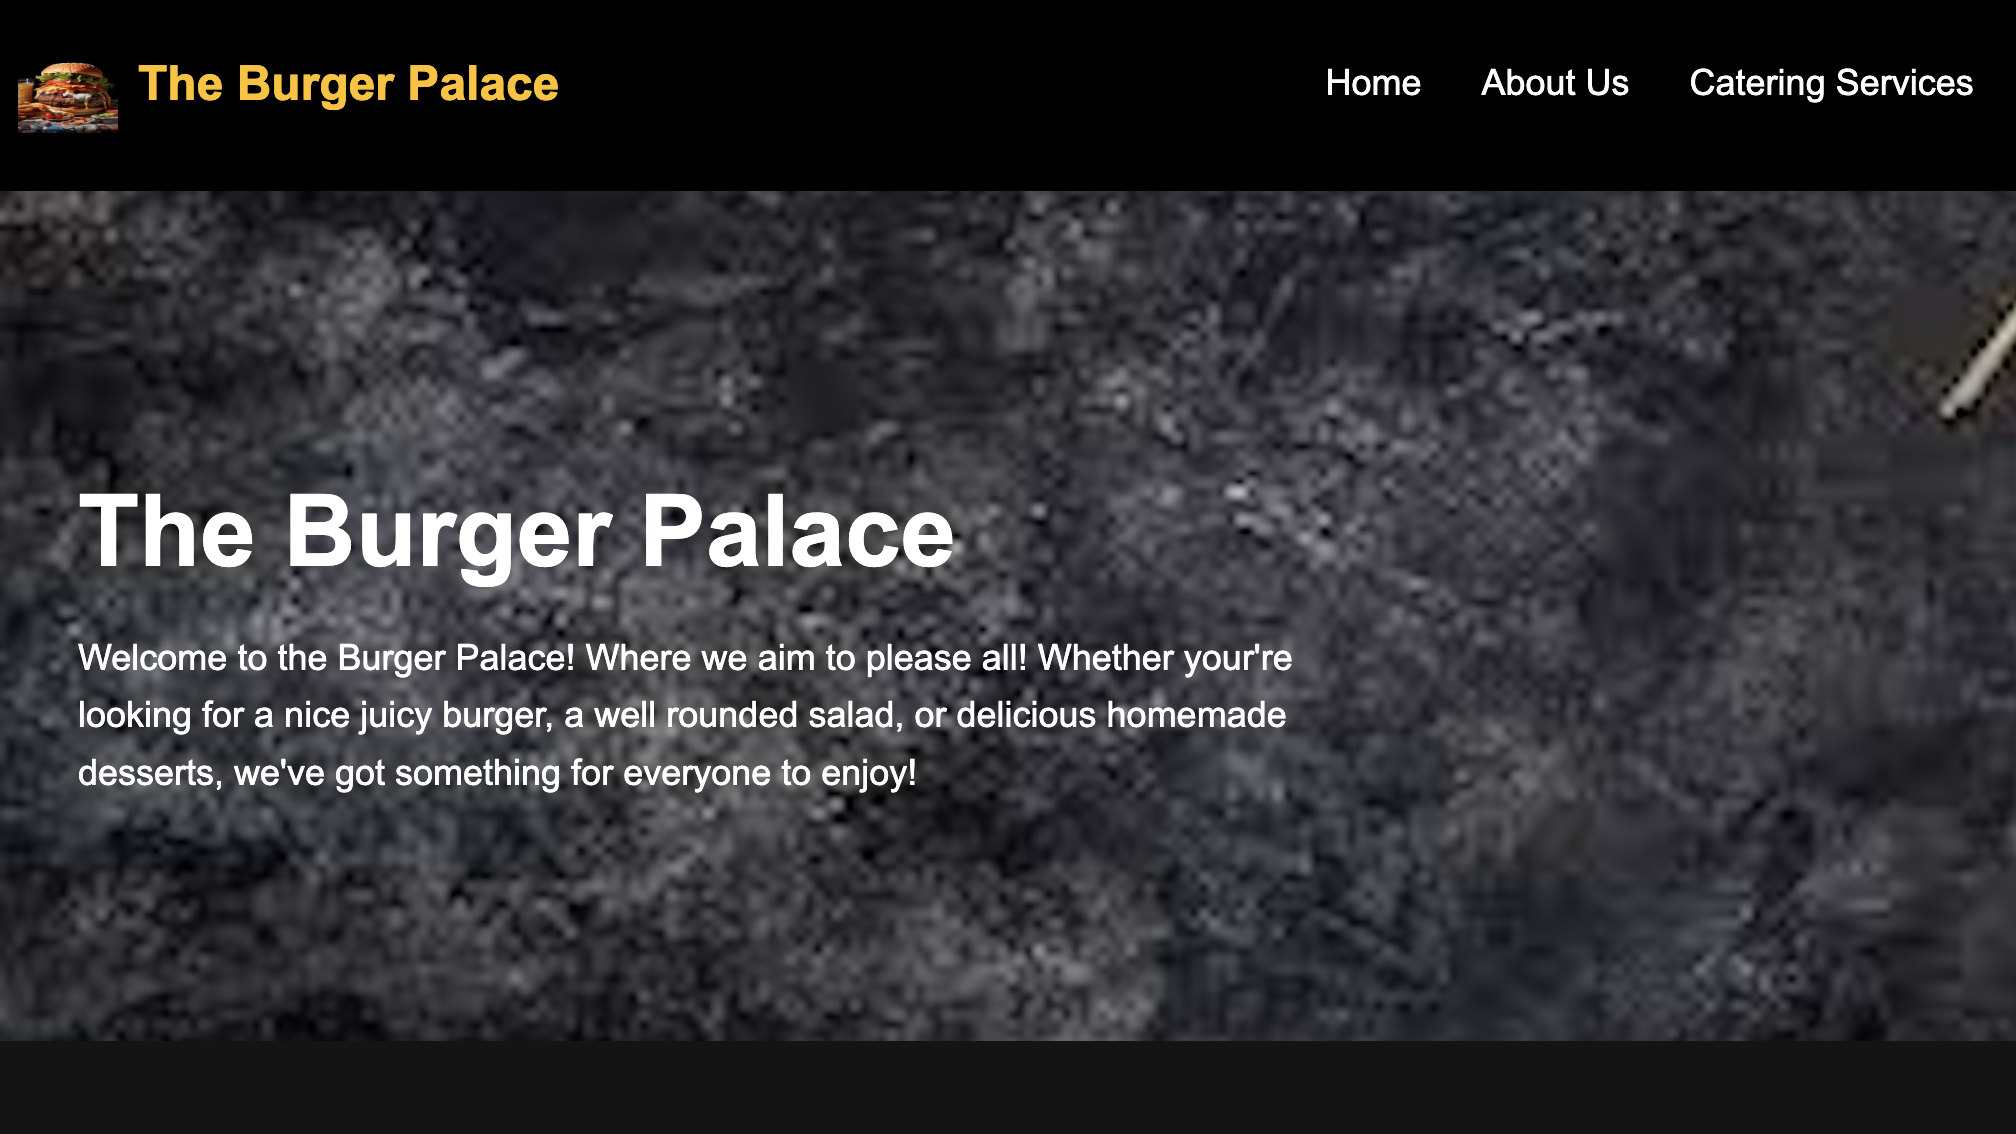 The Burger Palace
Home
About Us
Catering Services
The Burger Palace
Welcome to the Burger Palace! Where we aim to please all! Whether your're
looking for a nice juicy burger, a well rounded salad, or delicious homemade
desserts, we've got something for everyone to enjoy!